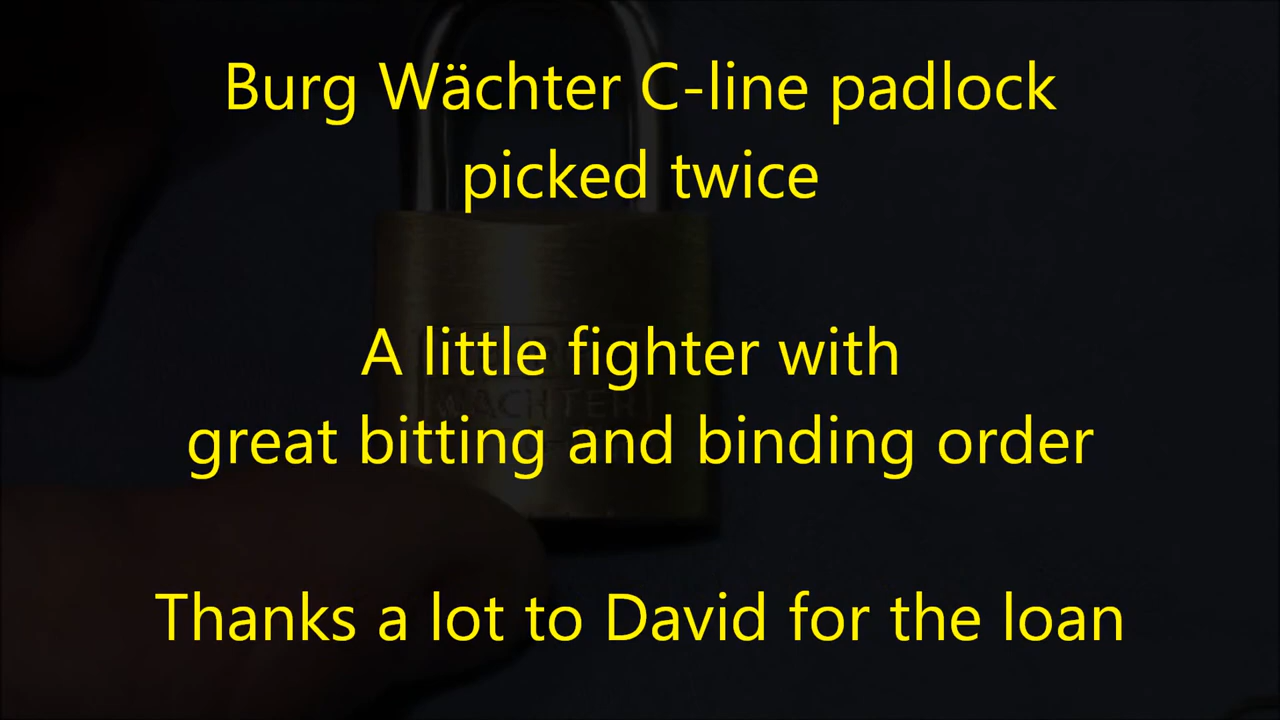 Burg Wächter C-line padlock
picked twice
A little fighter with
WÄCHTER
great bitting and binding order
Thanks a lot to David for the loan